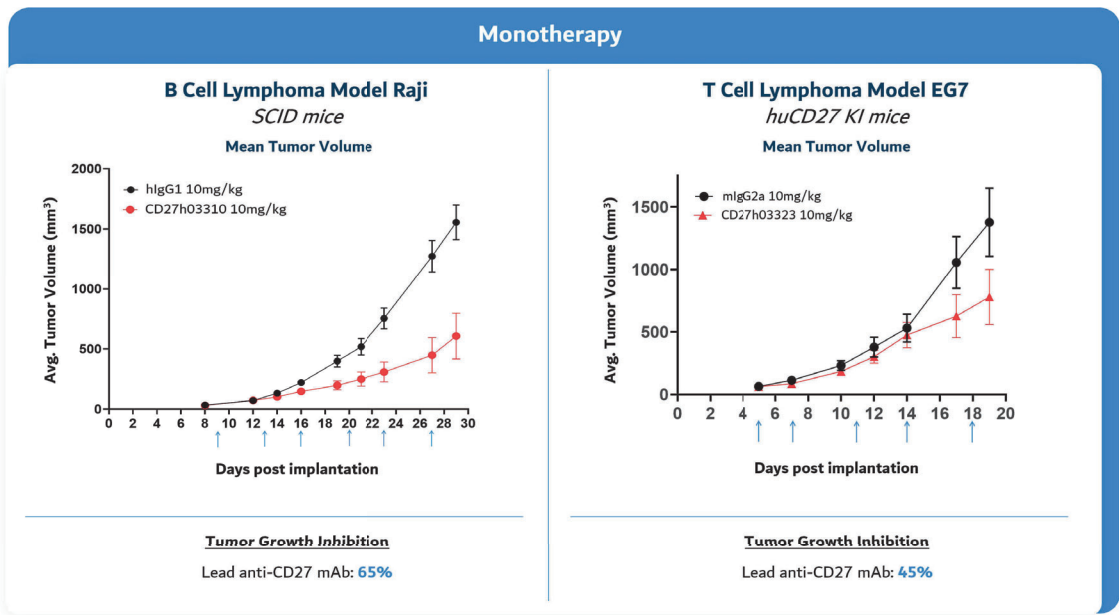 Monotherapy
B Cell Lymphoma Model Raji
SCID mice
Mean Tumor Volume
2000
1500
1000
500
0
Avg. Tumor Volume (mm³)
hIgG1 10mg/kg
CD27h03310 10mg/kg
0 2 4 6 8 10 12 14 16 18 20 22 24 26 28 30
Days post implantation
Tumor Growth Inhibition
Lead anti-CD27 mAb: 65%
T Cell Lymphoma Model EG7
huCD27 KI mice
Mean Tumor Volume
1500
1000
500
0
Avg. Tumor Volume (mm³)
mIgG2a 10mg/kg
CD27h03323 10mg/kg
0 2 4 6 8 10 12 14 16 18 20
Days post implantation
Tumor Growth Inhibition
Lead anti-CD27 mAb: 45%